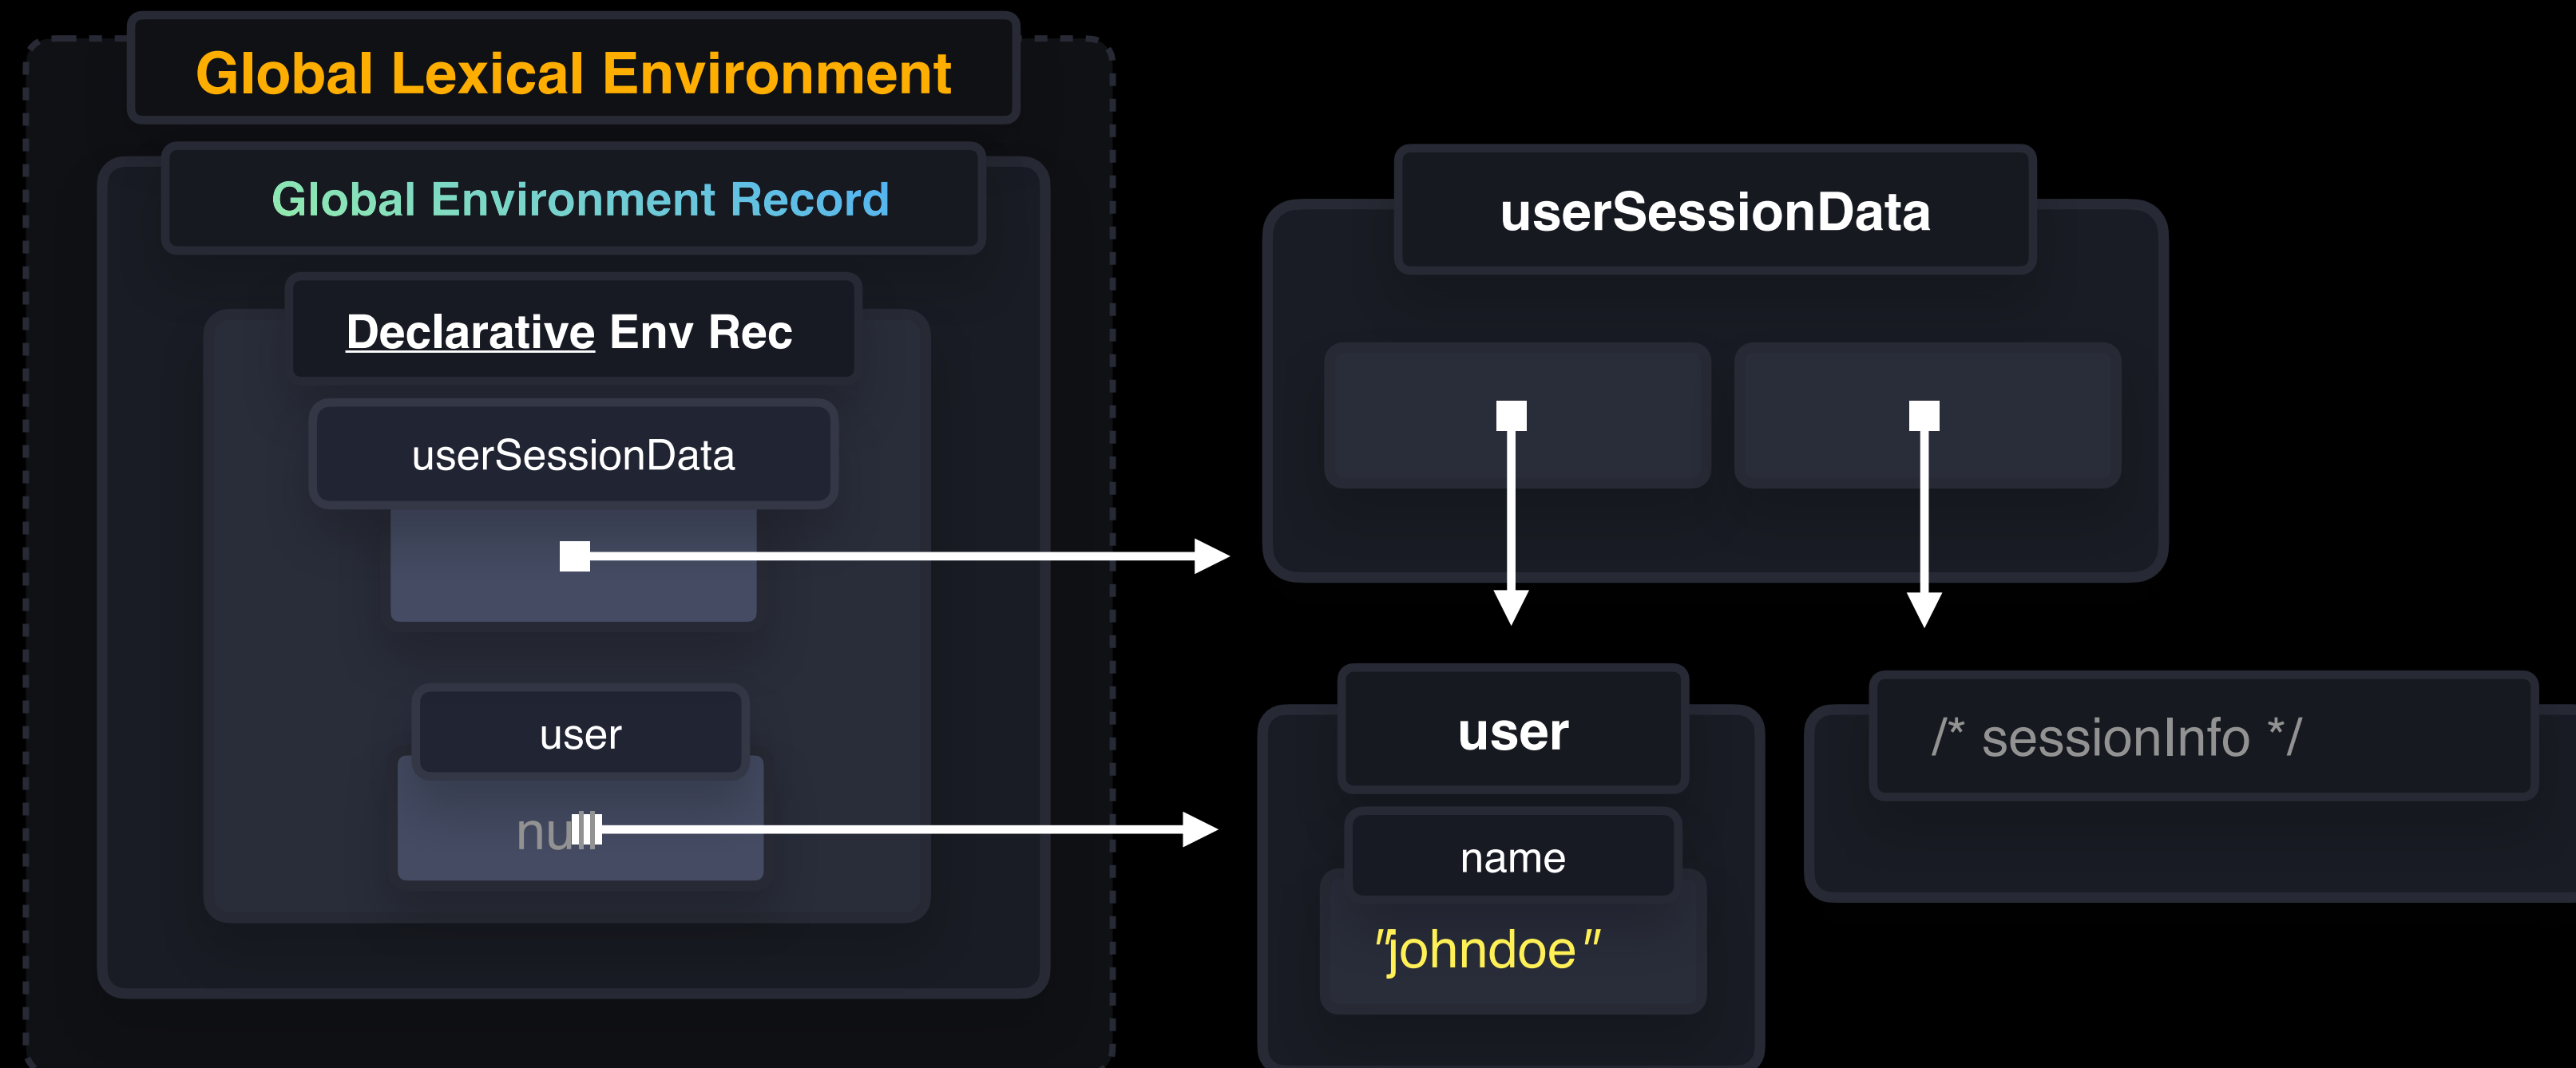 Global Lexical Environment
Global Environment Record
Declarative Env Rec
userSessionData
user
null
userSessionData
user
name
"johndoe"
/* sessionInfo */